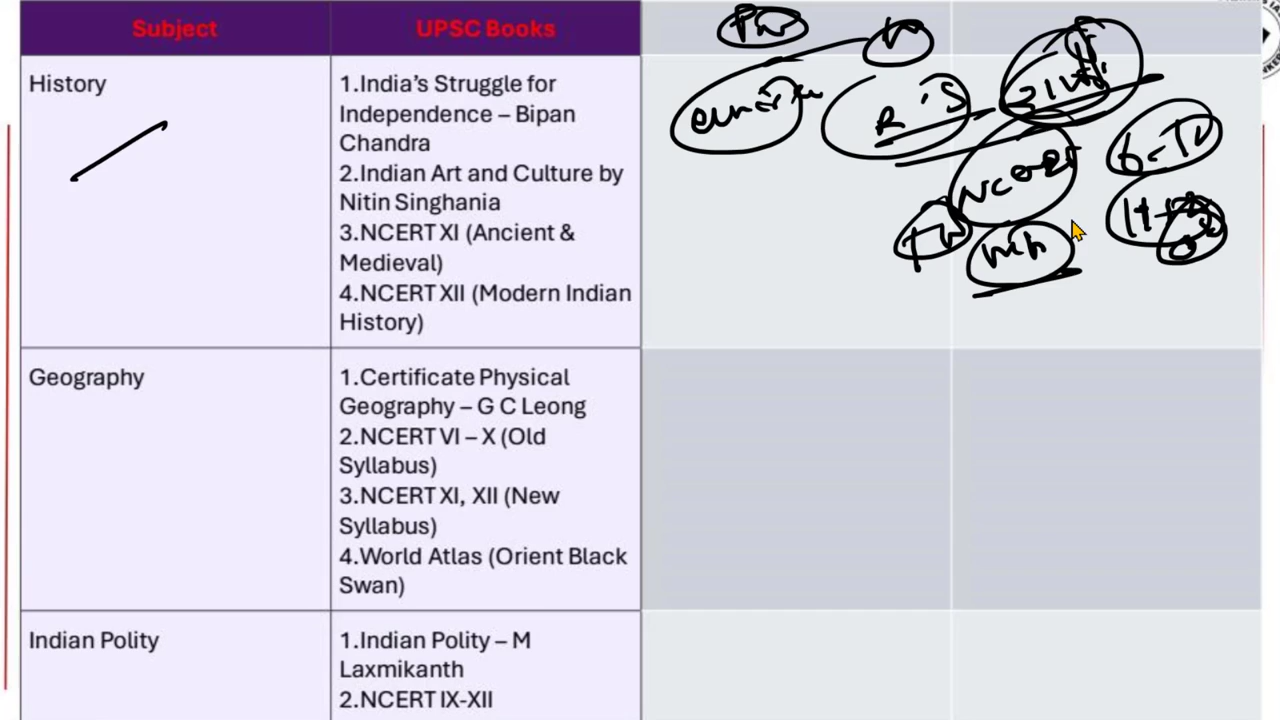 Subject
UPSC Books
History
1.India’s Struggle for
Independence – Bipan
Chandra
2.Indian Art and Culture by
Nitin Singhania
3.NCERT XI (Ancient &
Medieval)
4.NCERT XII (Modern Indian
History)
Geography
1.Certificate Physical
Geography – G C Leong
2.NCERT VI – X (Old
Syllabus)
3.NCERT XI, XII (New
Syllabus)
4.World Atlas (Orient Black
Swan)
Indian Polity
1.Indian Polity – M
Laxmikanth
2.NCERT IX-XII